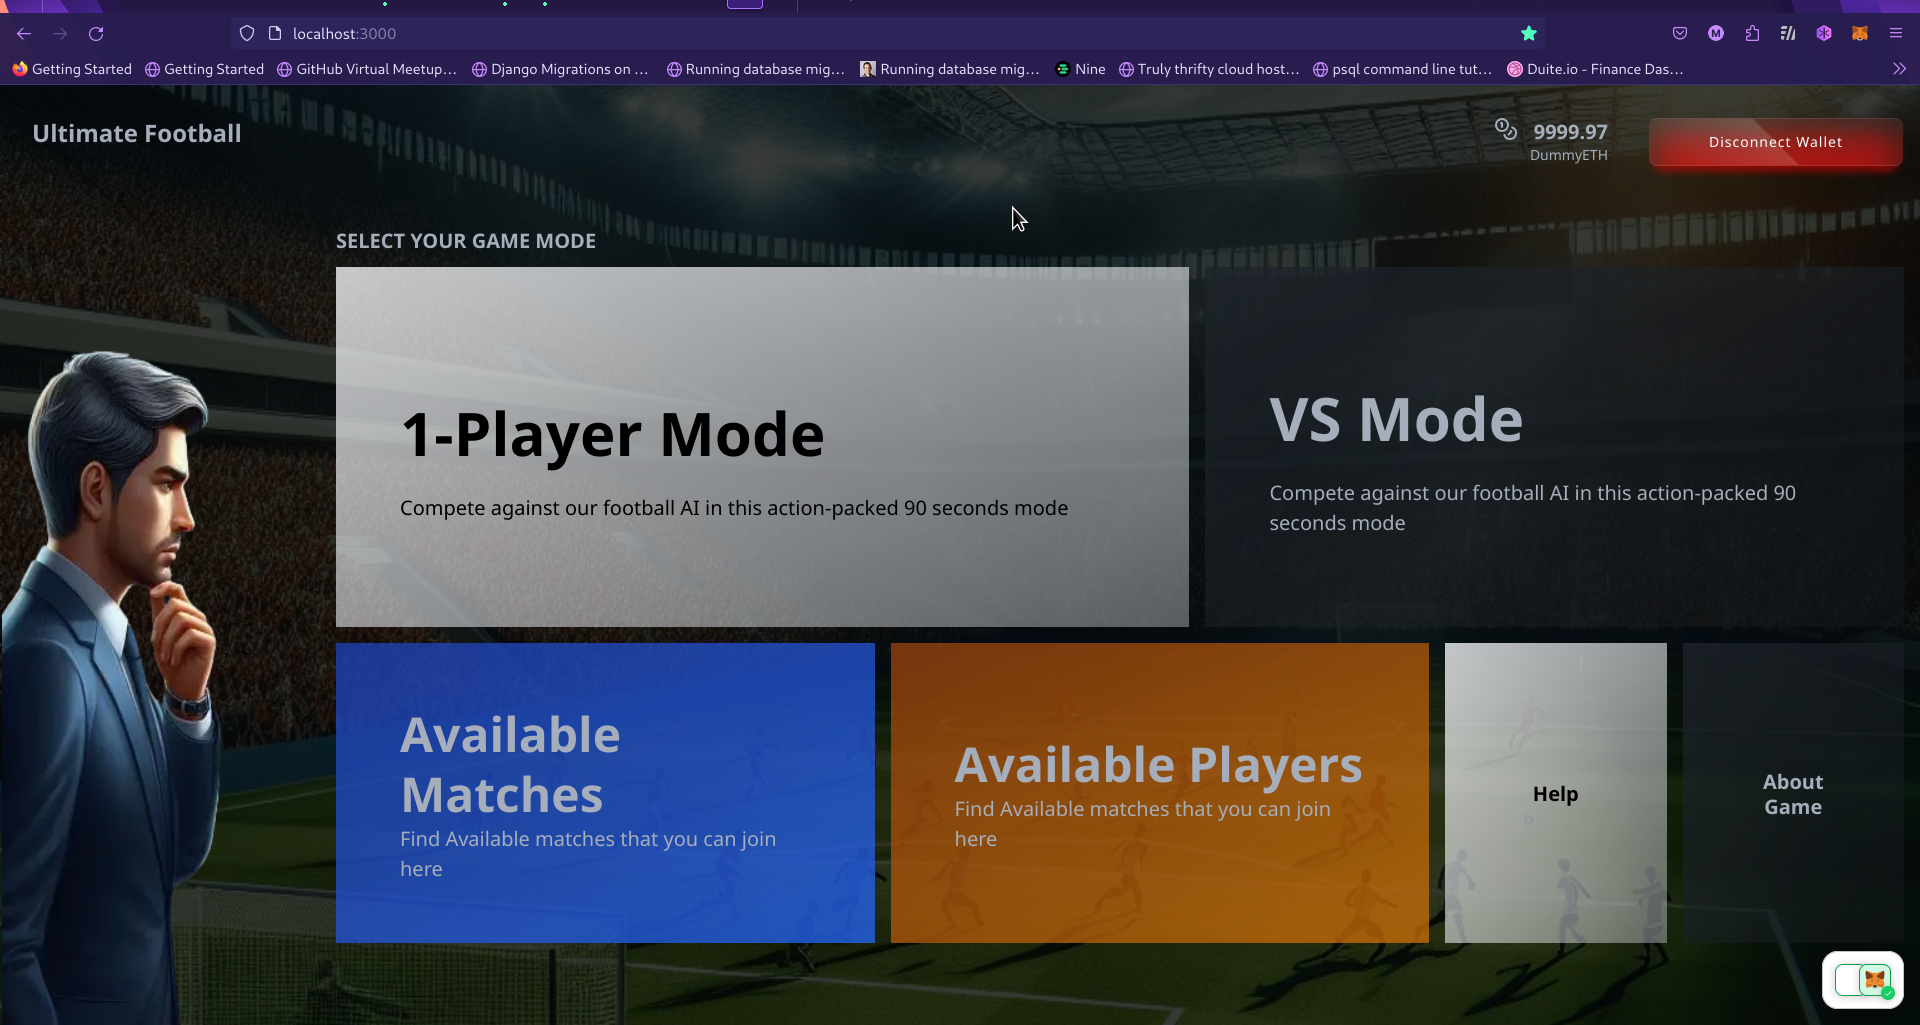 localhost:3000
Getting Started
Getting Started
GitHub Virtual Meetup...
Django Migrations on ...
Running database mig...
Running database mig...
Nine
Truly thrifty cloud host...
psql command line tut...
Duite.io - Finance Das...
Ultimate Football
9999.97
DummyETH
Disconnect Wallet
SELECT YOUR GAME MODE
1-Player Mode
Compete against our football AI in this action-packed 90 seconds mode
VS Mode
Compete against our football AI in this action-packed 90
seconds mode
Available
Matches
Find Available matches that you can join
here
Available Players
Find Available matches that you can join
here
Help
About
Game